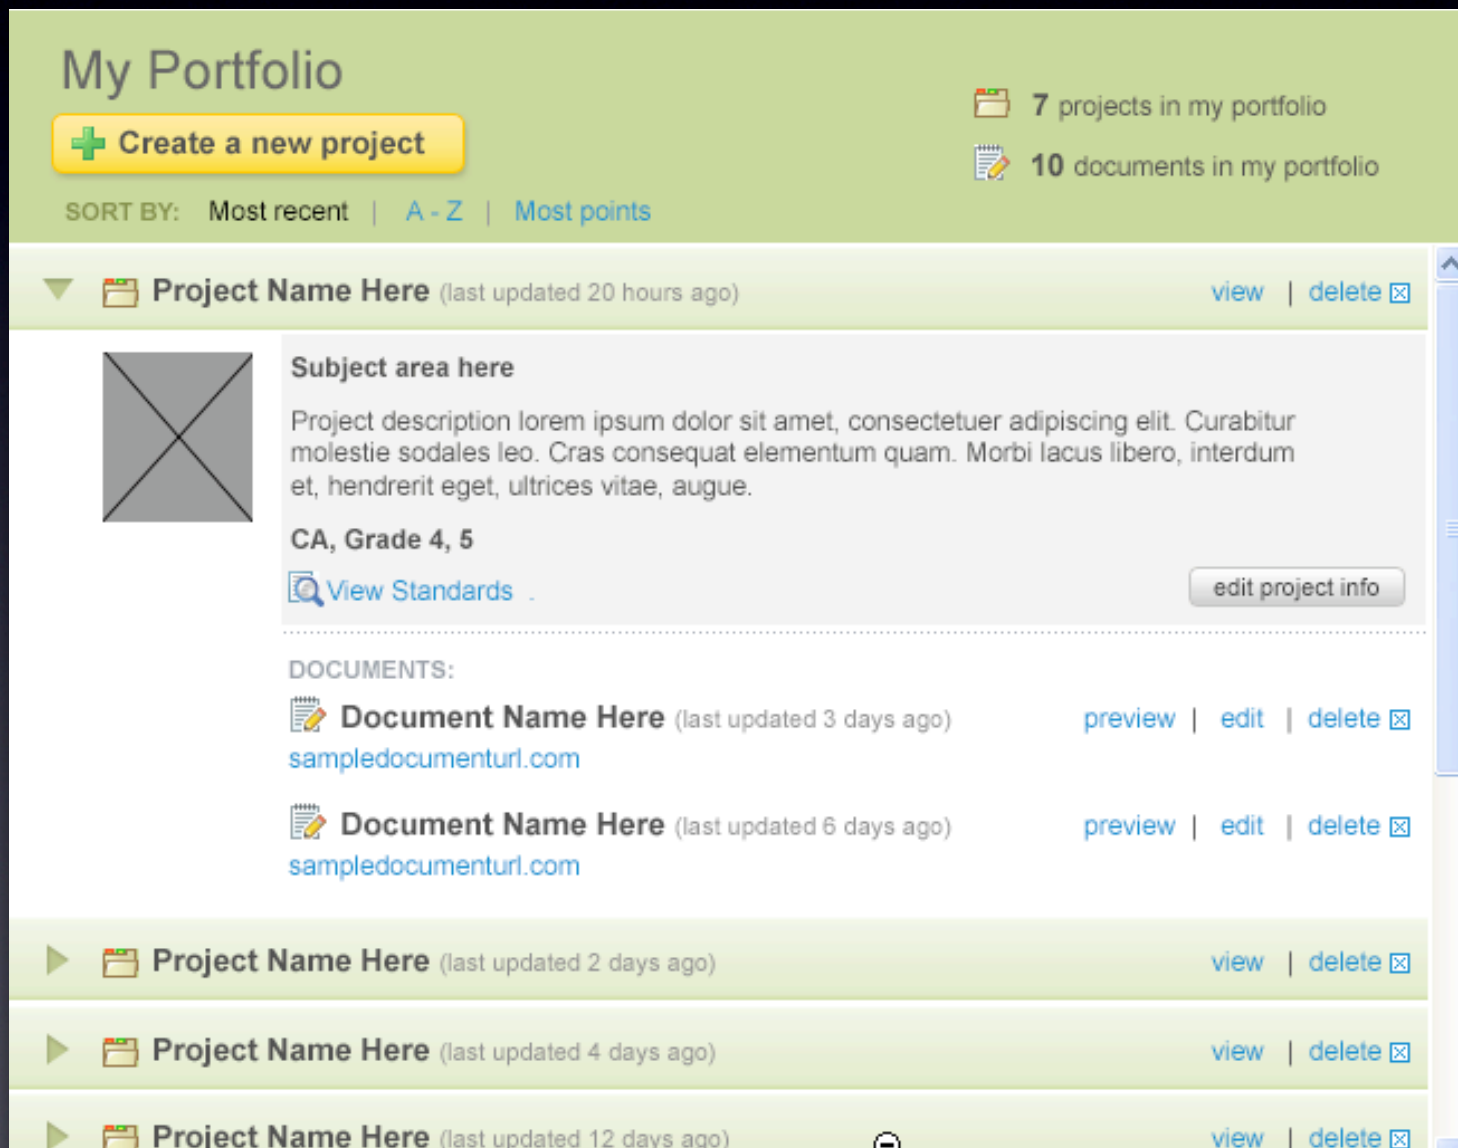 My Portfolio
Create a new project
7 projects in my portfolio
10 documents in my portfolio
SORT BY: Most recent | A - Z | Most points
Project Name Here (last updated 20 hours ago) view | delete
Subject area here
Project description lorem ipsum dolor sit amet, consectetuer adipiscing elit. Curabitur
molestie sodales leo. Cras consequat elementum quam. Morbi lacus libero, interdum
et, hendrerit eget, ultrices vitae, augue.
CA, Grade 4, 5
View Standards .
edit project info
DOCUMENTS:
Document Name Here (last updated 3 days ago) preview | edit | delete
sampledocumenturl.com
Document Name Here (last updated 6 days ago) preview | edit | delete
sampledocumenturl.com
Project Name Here (last updated 2 days ago) view | delete
Project Name Here (last updated 4 days ago) view | delete
Project Name Here (last updated 12 days ago) view | delete